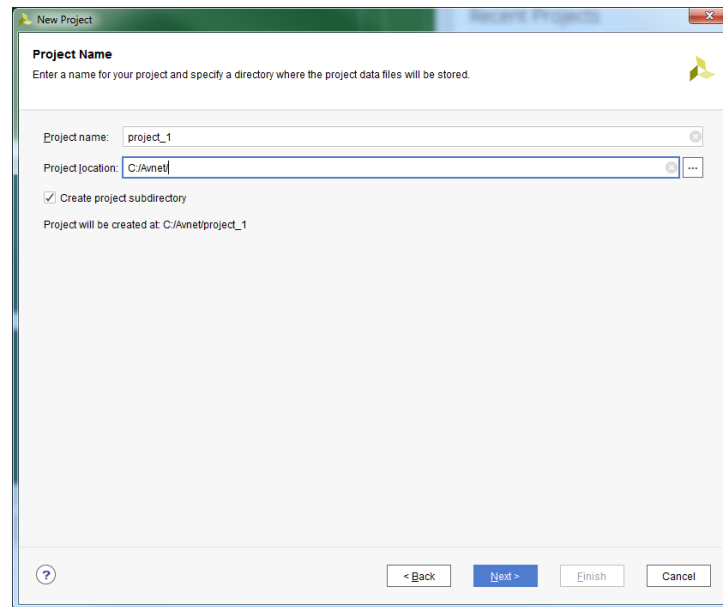 New Project
Recent Projects
Project Name
Enter a name for your project and specify a directory where the project data files will be stored.
Project name: project_1
Project location: C:/Avnet/ ...
Create project subdirectory
Project will be created at: C:/Avnet/project_1
? < Back Next > Finish Cancel